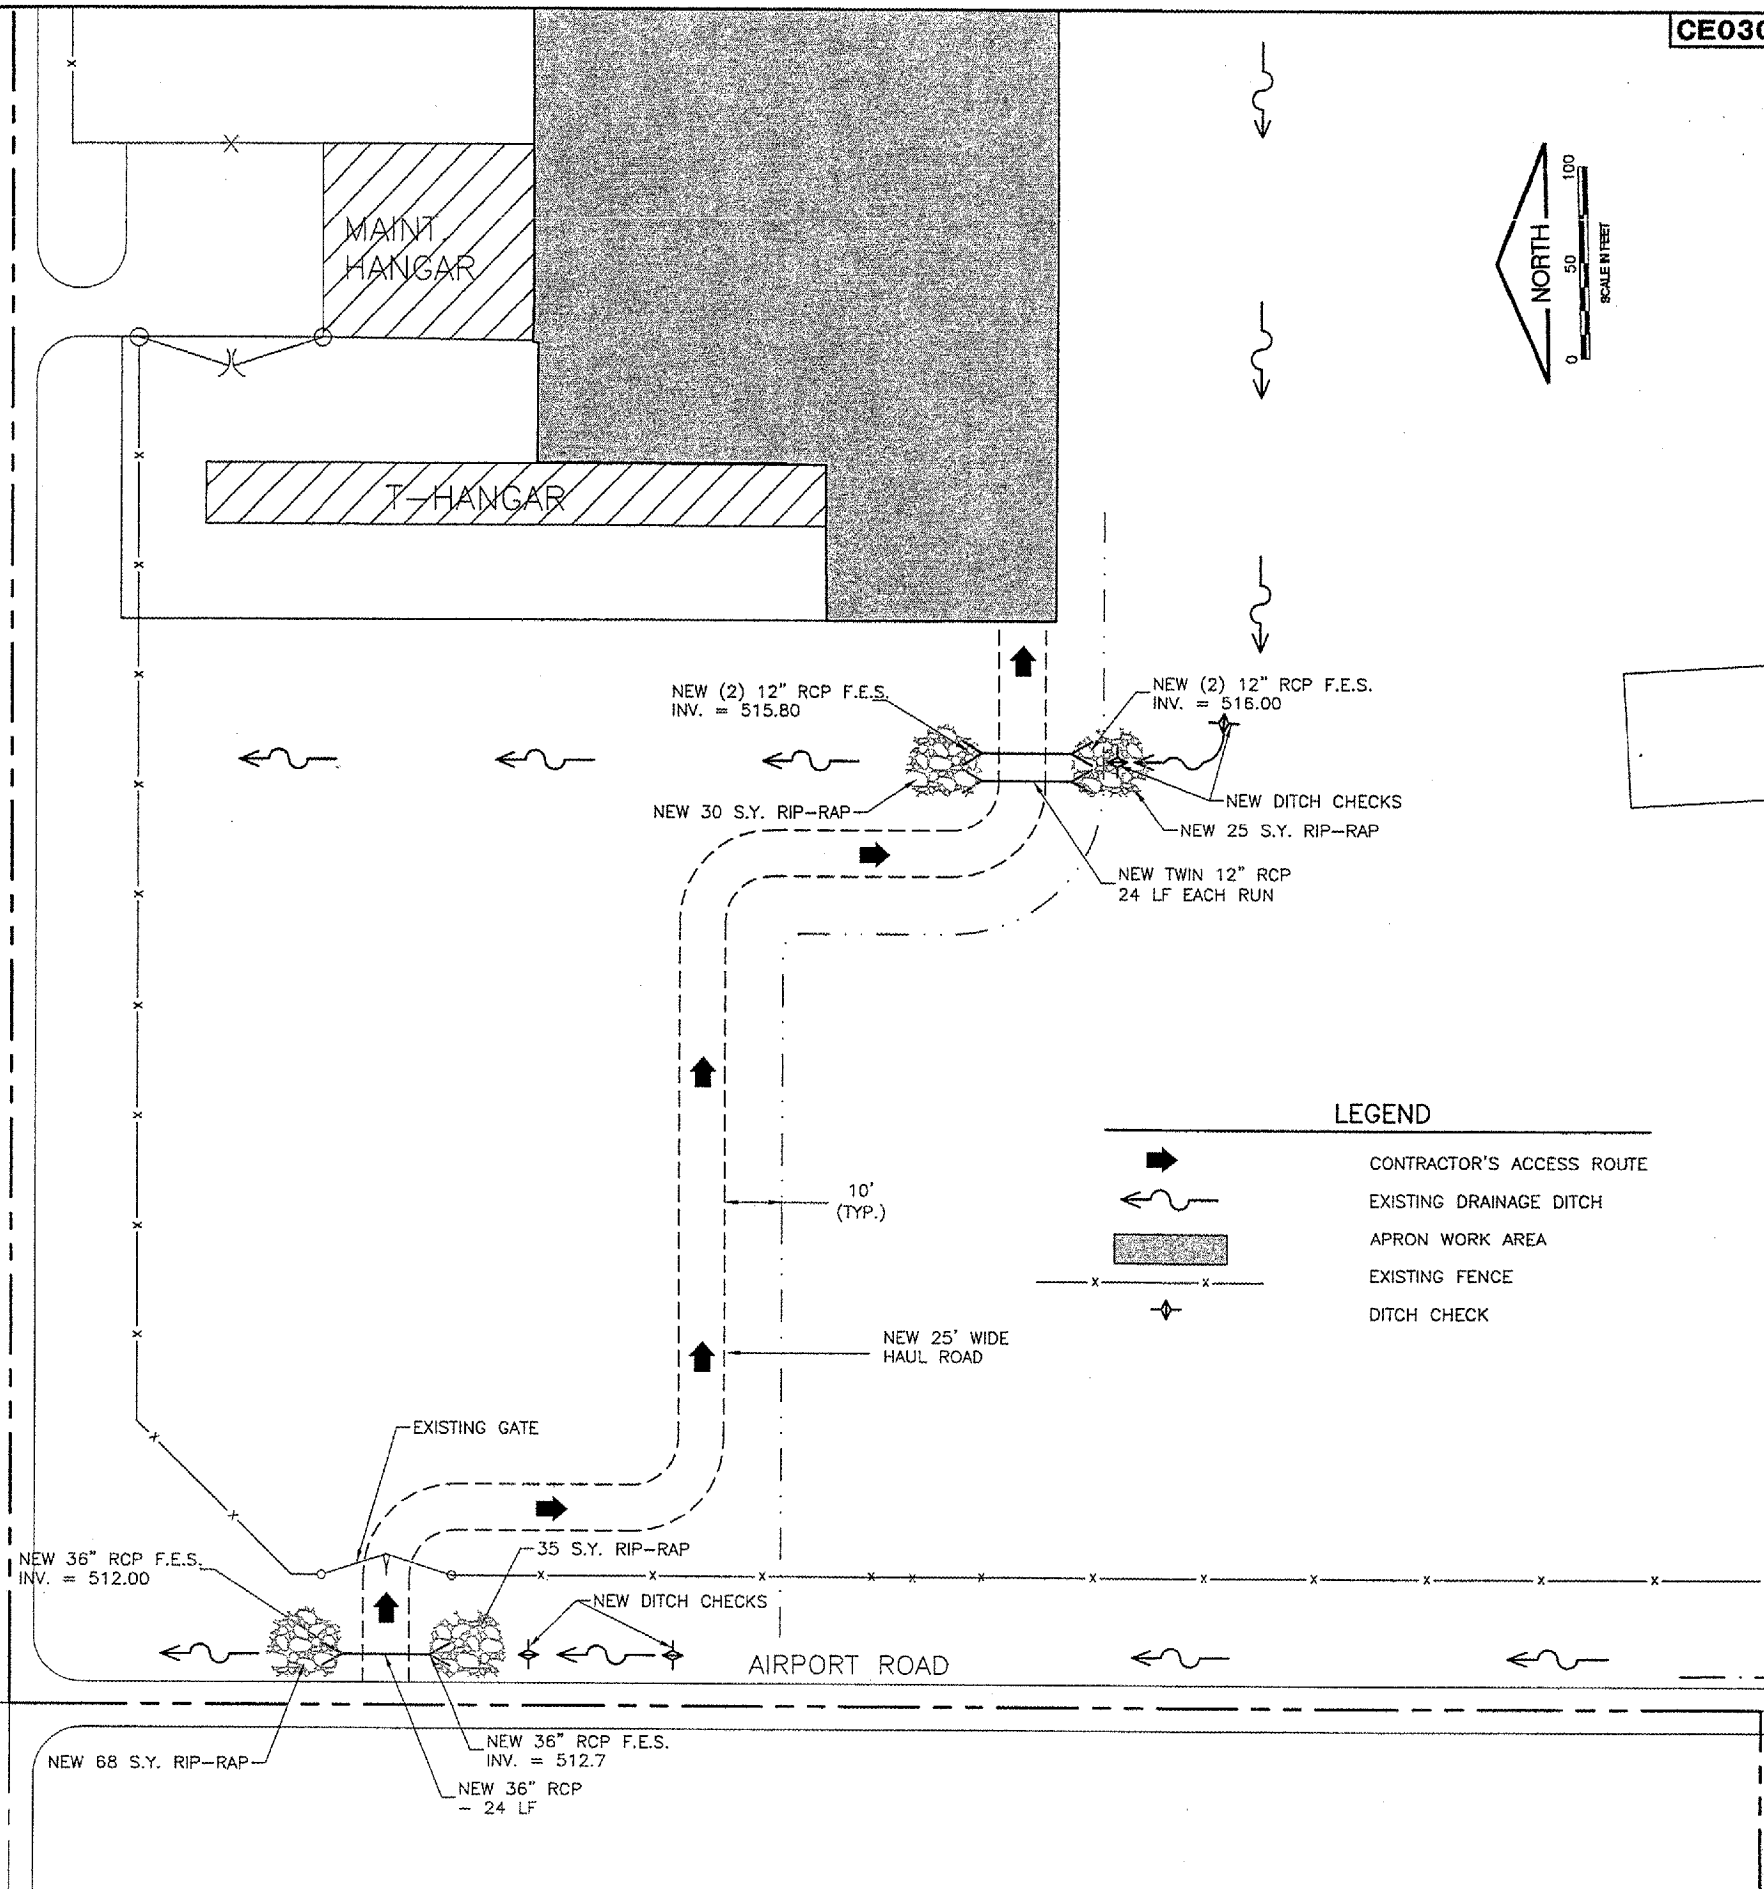 CE030
MAINT
HANGAR
T-HANGAR
NORTH
0 50 100
SCALE IN FEET
NEW (2) 12" RCP F.E.S.
INV. = 515.80
NEW (2) 12" RCP F.E.S.
INV. = 516.00
NEW 30 S.Y. RIP-RAP
NEW DITCH CHECKS
NEW 25 S.Y. RIP-RAP
NEW TWIN 12" RCP
24 LF EACH RUN
LEGEND
CONTRACTOR'S ACCESS ROUTE
EXISTING DRAINAGE DITCH
APRON WORK AREA
EXISTING FENCE
DITCH CHECK
10'
(TYP.)
NEW 25' WIDE
HAUL ROAD
EXISTING GATE
35 S.Y. RIP-RAP
NEW 36" RCP F.E.S.
INV. = 512.00
NEW DITCH CHECKS
AIRPORT ROAD
NEW 68 S.Y. RIP-RAP
NEW 36" RCP F.E.S.
INV. = 512.7
NEW 36" RCP
- 24 LF